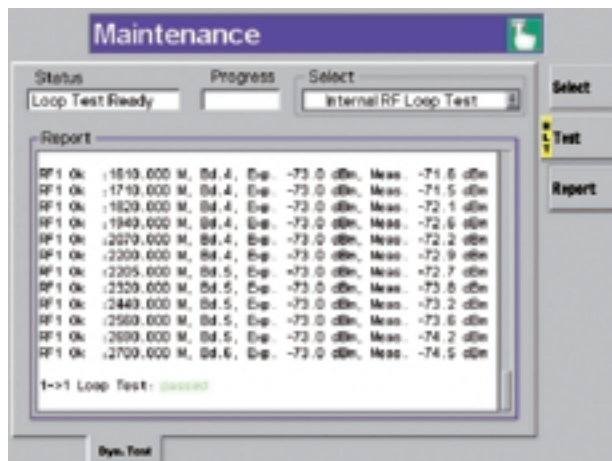 Maintenance
Status
Progress
Select
Loop Test Ready
Internal RF Loop Test
Select
Test
Report
Report
RF1 Ok :1610.000 M, Bd.4, Exp. -73.0 dBm, Meas. -71.6 dBm
RF1 Ok :1710.000 M, Bd.4, Exp. -73.0 dBm, Meas. -71.5 dBm
RF1 Ok :1820.000 M, Bd.4, Exp. -73.0 dBm, Meas. -72.1 dBm
RF1 Ok :1940.000 M, Bd.4, Exp. -73.0 dBm, Meas. -72.6 dBm
RF1 Ok :2070.000 M, Bd.4, Exp. -73.0 dBm, Meas. -72.2 dBm
RF1 Ok :2200.000 M, Bd.4, Exp. -73.0 dBm, Meas. -72.9 dBm
RF1 Ok :2205.000 M, Bd.5, Exp. -73.0 dBm, Meas. -72.7 dBm
RF1 Ok :2320.000 M, Bd.5, Exp. -73.0 dBm, Meas. -73.8 dBm
RF1 Ok :2440.000 M, Bd.5, Exp. -73.0 dBm, Meas. -73.2 dBm
RF1 Ok :2560.000 M, Bd.5, Exp. -73.0 dBm, Meas. -73.6 dBm
RF1 Ok :2690.000 M, Bd.5, Exp. -73.0 dBm, Meas. -74.2 dBm
RF1 Ok :2700.000 M, Bd.6, Exp. -73.0 dBm, Meas. -74.5 dBm
1->1 Loop Test: passed
Dyn. Test